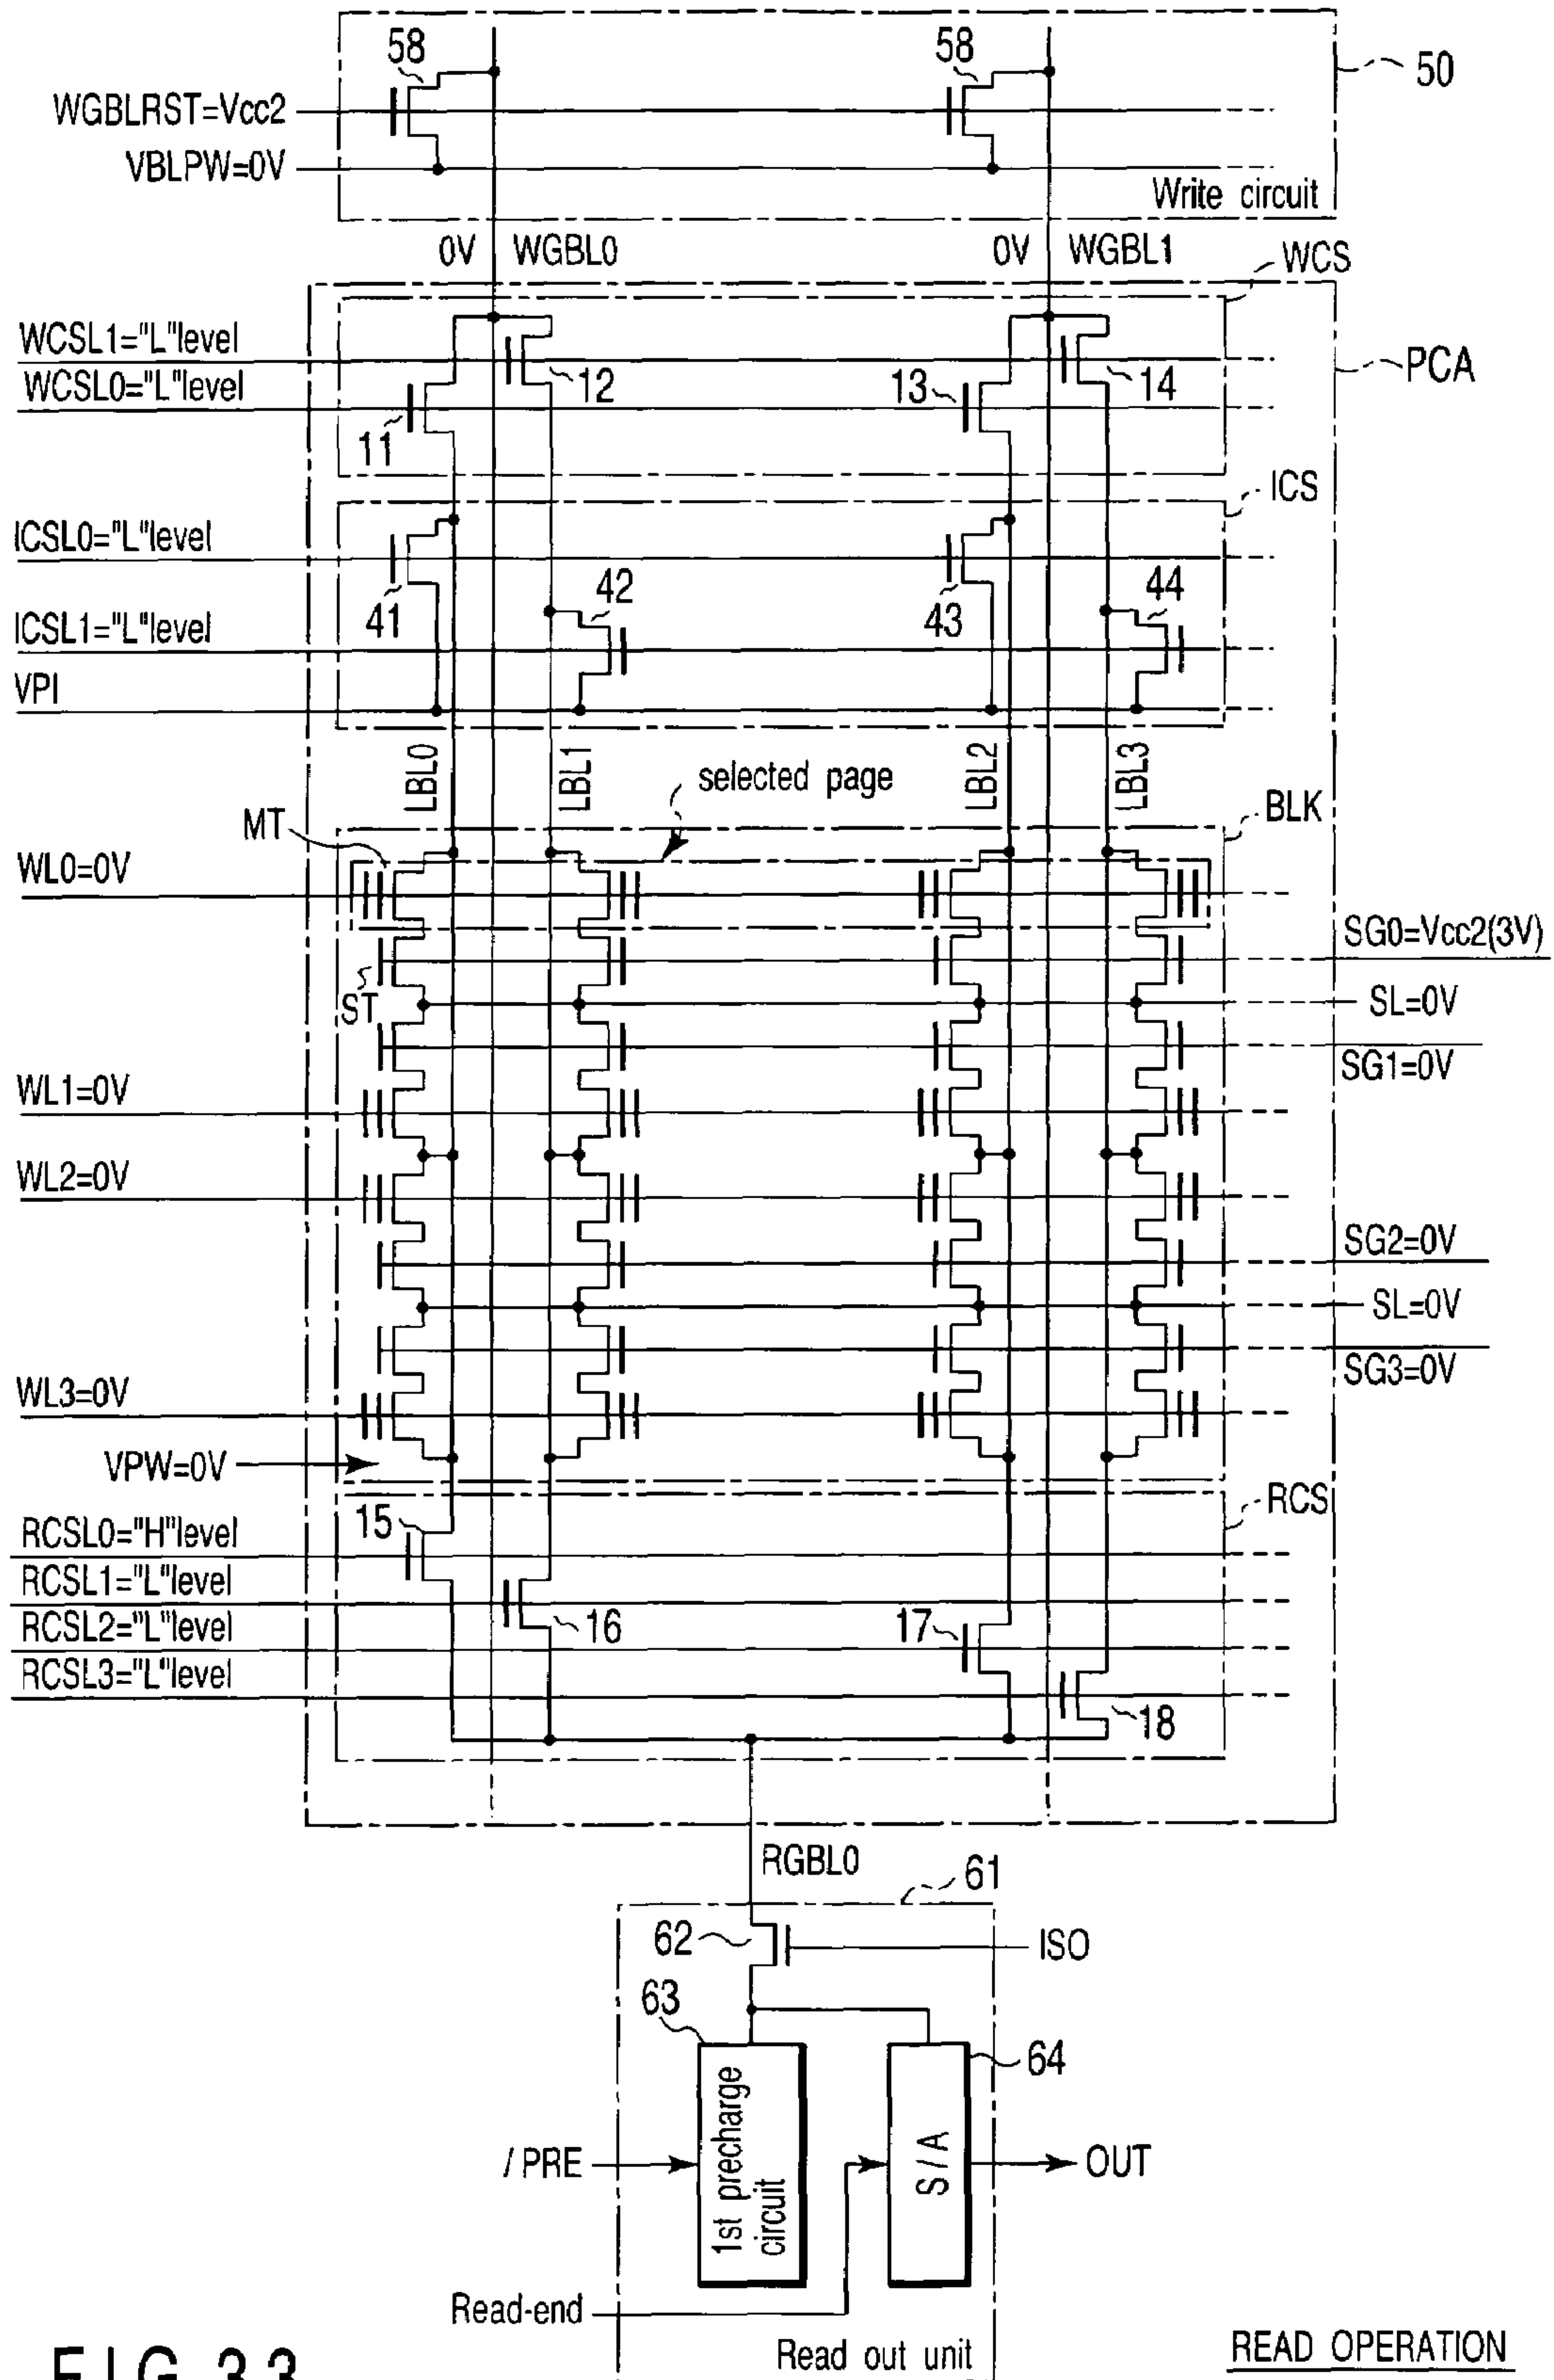 58
58
50
WGBLRST=Vcc2
VBLPW=0V
Write circuit
0V WGBL0
0V WGBL1
WCS
WCSL1="L"level
WCSL0="L"level
12
13
14
PCA
11
ICS
ICSL0="L"level
41
42
43
44
ICSL1="L"level
VPI
LBL0
LBL1
selected page
LBL2
LBL3
MT
BLK
WL0=0V
SG0=Vcc2(3V)
ST
SL=0V
SG1=0V
WL1=0V
WL2=0V
SG2=0V
SL=0V
SG3=0V
WL3=0V
VPW=0V
RCS
RCSL0="H"level
15
RCSL1="L"level
16
RCSL2="L"level
17
RCSL3="L"level
18
RGBL0
61
62
ISO
63
64
1st precharge
circuit
S/A
/PRE
OUT
Read-end
Read out unit
READ OPERATION
FIG.33